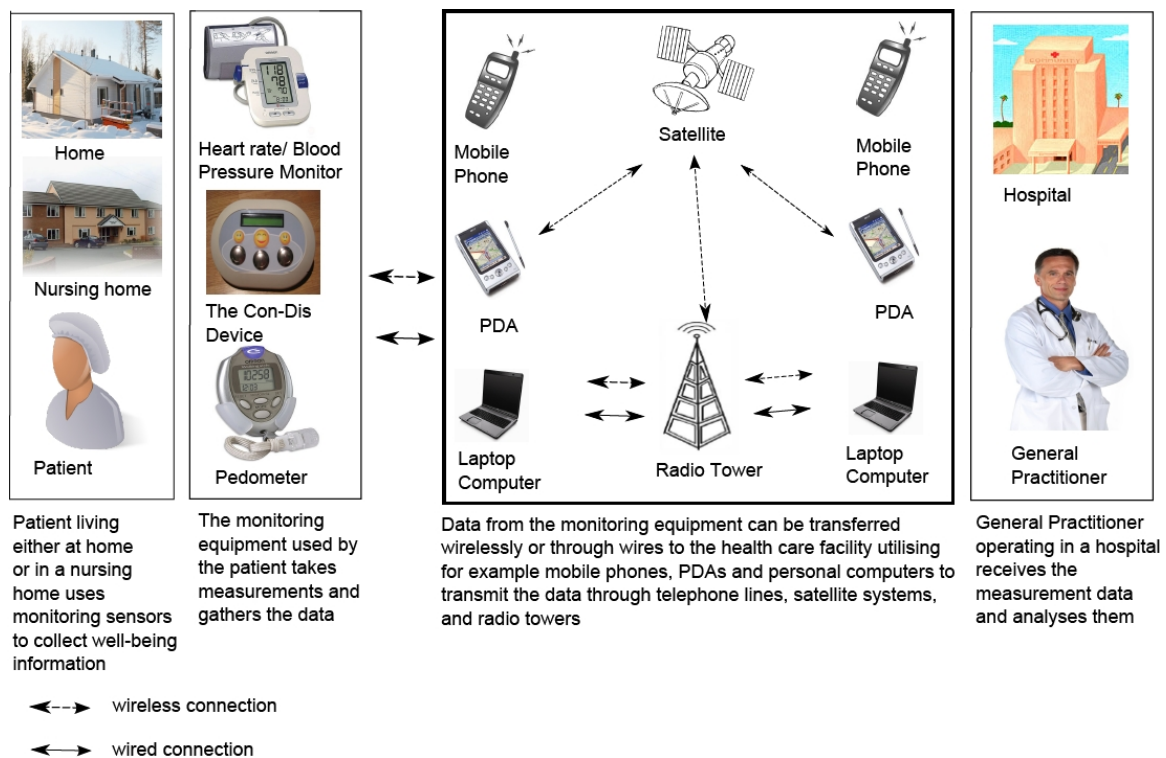 Home
Nursing home
Patient
Heart rate/ Blood
Pressure Monitor
The Con-Dis
Device
Pedometer
Mobile
Phone
Satellite
Mobile
Phone
PDA
PDA
Laptop
Computer
Radio Tower
Laptop
Computer
COMMUNITY
Hospital
General
Practitioner
Patient living
either at home
or in a nursing
home uses
monitoring sensors
to collect well-being
information
The monitoring
equipment used by
the patient takes
measurements and
gathers the data
Data from the monitoring equipment can be transferred
wirelessly or through wires to the health care facility utilising
for example mobile phones, PDAs and personal computers to
transmit the data through telephone lines, satellite systems,
and radio towers
General Practitioner
operating in a hospital
receives the
measurement data
and analyses them
wireless connection
wired connection